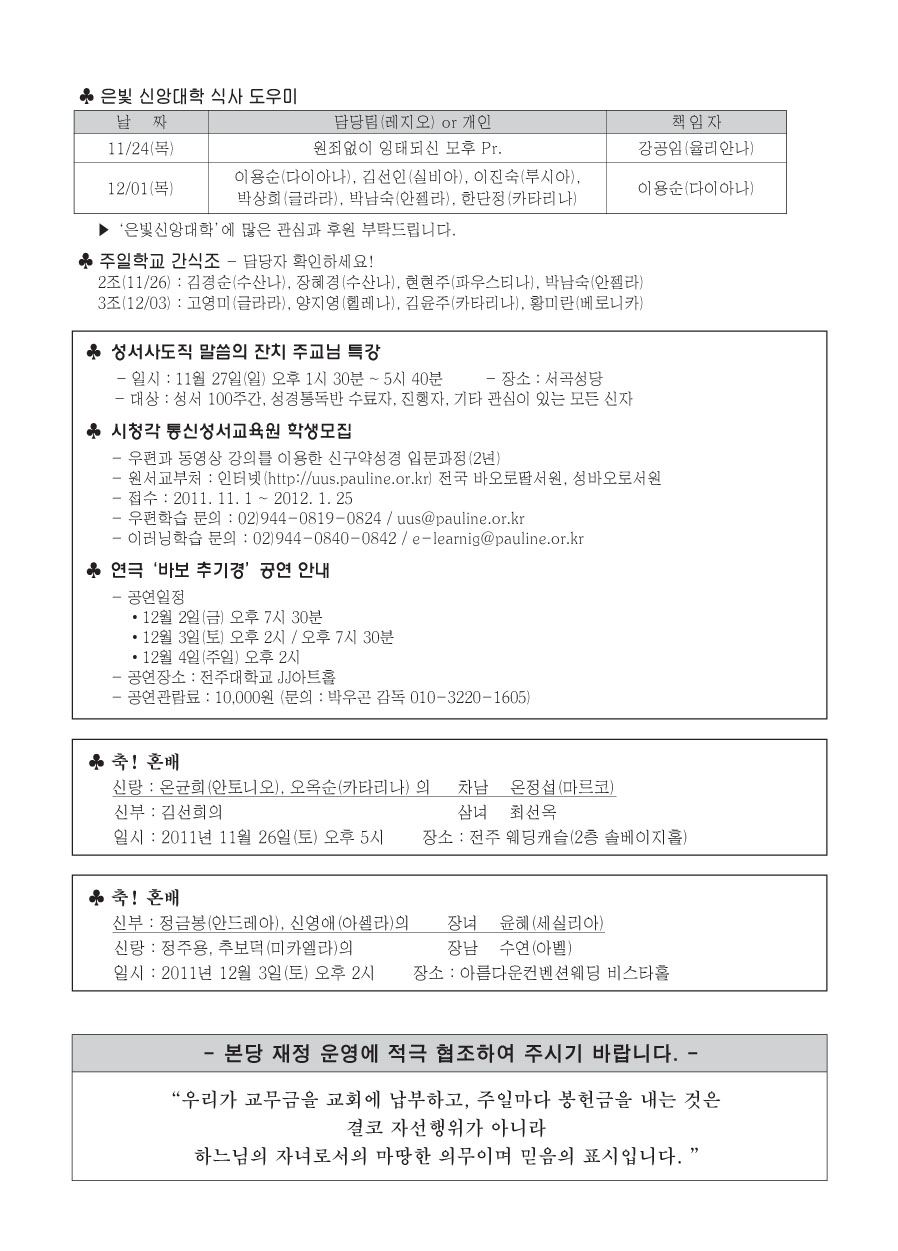 ♣ 은빛 신앙대학 식사 도우미
날 짜 담당팀(레지오) or 개인 책임자
11/24(목) 원죄없이 잉태되신 모후 Pr. 강공임(율리안나)
12/01(목) 이용순(다이아나), 김선인(실비아), 이진숙(루시아), 박상희(글라라), 박남숙(안젤라), 한단정(카타리나) 이용순(다이아나)
▶ ‘은빛신앙대학’에 많은 관심과 후원 부탁드립니다.
♣ 주일학교 간식조 – 담당자 확인하세요!
2조(11/26) : 김경순(수산나), 장혜경(수산나), 현현주(파우스티나), 박남숙(안젤라)
3조(12/03) : 고영미(글라라), 양지영(헬레나), 김윤주(카타리나), 황미란(베로니카)
♣ 성서사도직 말씀의 잔치 주교님 특강
– 일시 : 11월 27일(일) 오후 1시 30분 ~ 5시 40분 – 장소 : 서곡성당
– 대상 : 성서 100주간, 성경통독반 수료자, 진행자, 기타 관심이 있는 모든 신자
♣ 시청각 통신성서교육원 학생모집
– 우편과 동영상 강의를 이용한 신구약성경 입문과정(2년)
– 원서교부처 : 인터넷(http://uus.pauline.or.kr) 전국 바오로딸서원, 성바오로서원
– 접수 : 2011. 11. 1 ~ 2012. 1. 25
– 우편학습 문의 : 02)944-0819-0824 / uus@pauline.or.kr
– 이러닝학습 문의 : 02)944-0840-0842 / e-learnig@pauline.or.kr
♣ 연극 ‘바보 추기경’ 공연 안내
– 공연일정
• 12월 2일(금) 오후 7시 30분
• 12월 3일(토) 오후 2시 / 오후 7시 30분
• 12월 4일(주일) 오후 2시
– 공연장소 : 전주대학교 JJ아트홀
– 공연관람료 : 10,000원 (문의 : 박우곤 감독 010-3220-1605)
♣ 축! 혼배
신랑 : 온균희(안토니오), 오옥순(카타리나) 의 차남 온정섭(마르코)
신부 : 김선희의 삼녀 최선옥
일시 : 2011년 11월 26일(토) 오후 5시 장소 : 전주 웨딩캐슬(2층 솔베이지홀)
♣ 축! 혼배
신부 : 정금봉(안드레아), 신영애(아셀라)의 장녀 윤혜(세실리아)
신랑 : 정주용, 추보덕(미카엘라)의 장남 수연(아벨)
일시 : 2011년 12월 3일(토) 오후 2시 장소 : 아름다운컨벤션웨딩 비스타홀
– 본당 재정 운영에 적극 협조하여 주시기 바랍니다. –
“우리가 교무금을 교회에 납부하고, 주일마다 봉헌금을 내는 것은
결코 자선행위가 아니라
하느님의 자녀로서의 마땅한 의무이며 믿음의 표시입니다. ”